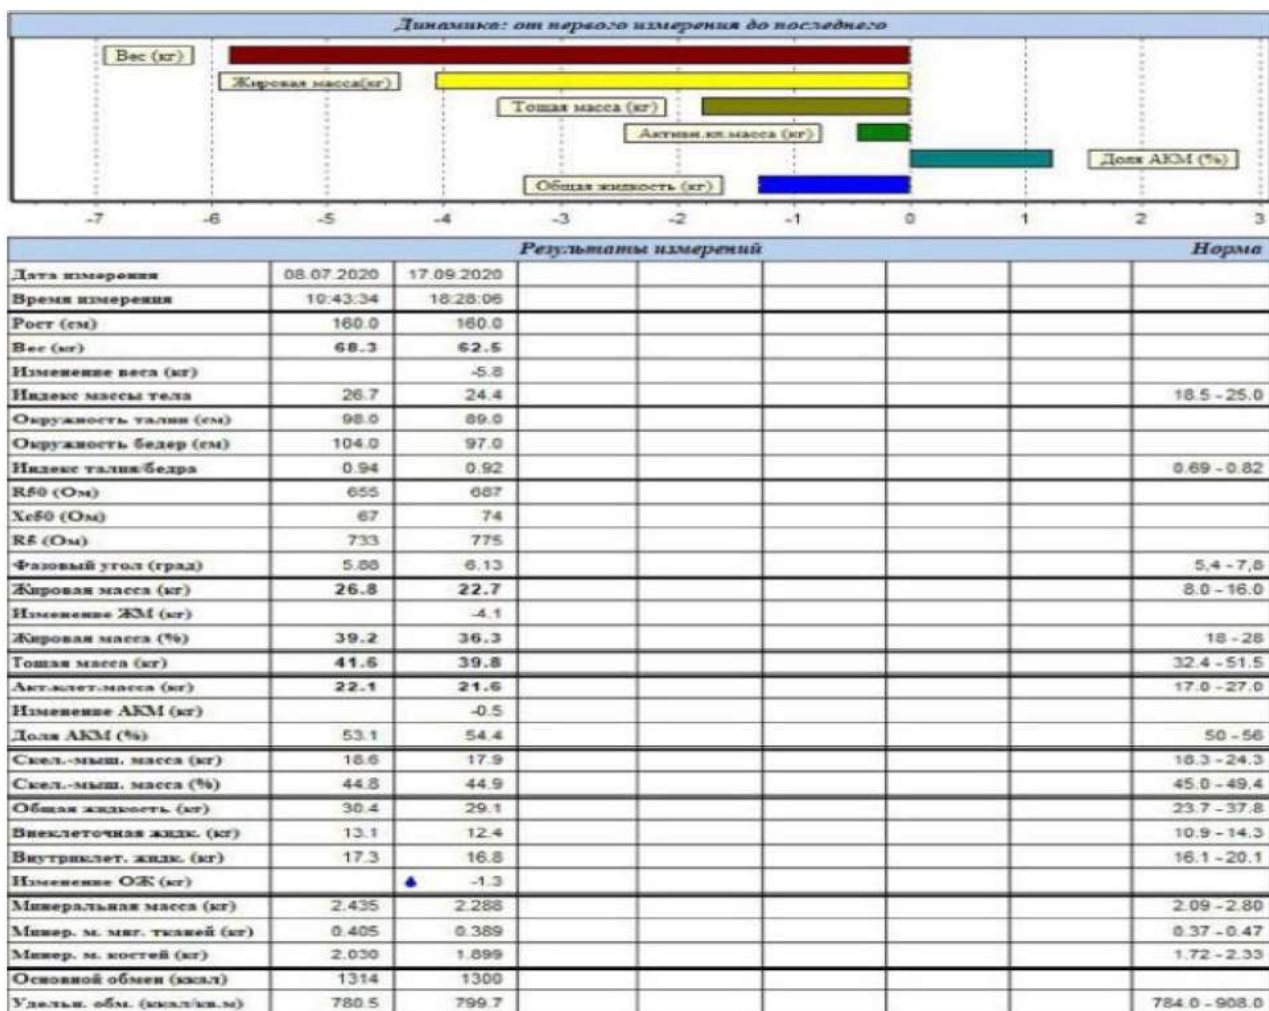 Динамика: от первого измерения до последнего
Вес (кг)
Жировая масса(кг)
Тощая масса (кг)
Активн.кл.масса (кг)
Доля АКМ (%)
Общая жидкость (кг)
-7 -6 -5 -4 -3 -2 -1 0 1 2 3
Результаты измерений Норма
Дата измерения 08.07.2020 17.09.2020
Время измерения 10:43:34 18:28:06
Рост (см) 160.0 160.0
Вес (кг) 68.3 62.5
Изменение веса (кг) -5.8
Индекс массы тела 26.7 24.4 18.5 - 25.0
Окружность талии (см) 98.0 89.0
Окружность бедер (см) 104.0 97.0
Индекс талия/бедра 0.94 0.92 0.69 - 0.82
R50 (Ом) 655 687
Xc50 (Ом) 67 74
R5 (Ом) 733 775
Фазовый угол (град) 5.88 6.13 5,4 - 7,8
Жировая масса (кг) 26.8 22.7 8.0 - 16.0
Изменение ЖМ (кг) -4.1
Жировая масса (%) 39.2 36.3 18 - 28
Тощая масса (кг) 41.5 39.8 32.4 - 51.5
Акт.клет.масса (кг) 22.1 21.6 17.0 - 27.0
Изменение АКМ (кг) -0.5
Доля АКМ (%) 53.1 54.4 50 - 56
Скел.-мыш. масса (кг) 18.6 17.9 18.3 - 24.3
Скел.-мыш. масса (%) 44.8 44.9 45.0 - 49.4
Общая жидкость (кг) 30.4 29.1 23.7 - 37.8
Внеклеточная жидк. (кг) 13.1 12.4 10.9 - 14.3
Внутриклет. жидк. (кг) 17.3 16.8 16.1 - 20.1
Изменение ОЖ (кг) -1.3
Минеральная масса (кг) 2.435 2.288 2.09 - 2.80
Минер. м. мяг. тканей (кг) 0.405 0.389 0.37 - 0.47
Минер. м. костей (кг) 2.030 1.899 1.72 - 2.33
Основной обмен (ккал) 1314 1300
Удельн. обм. (ккал/кв.м) 780.5 799.7 784.0 - 908.0